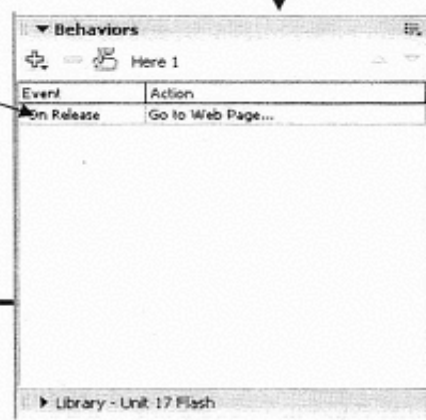 Behaviors
Here 1
Event Action
On Release Go to Web Page...
Library - Unit 17 Flash